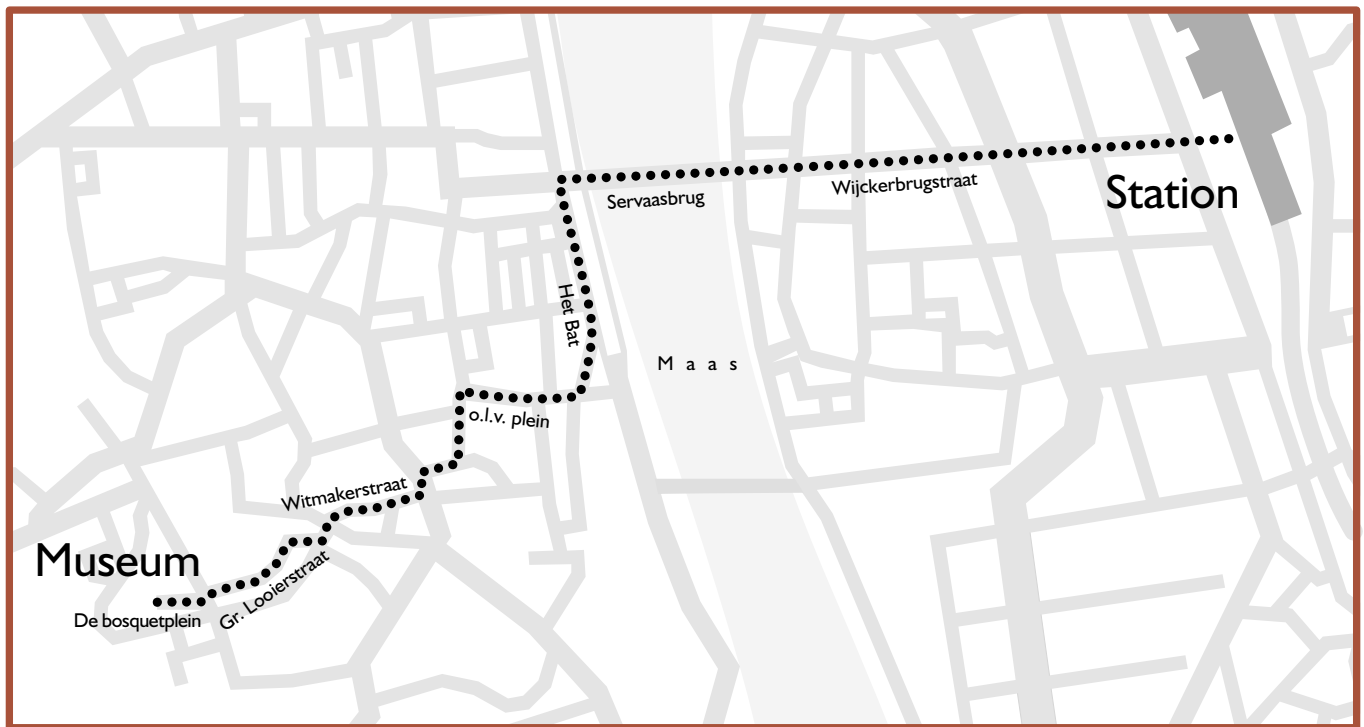 Station
Wijckerbrugstraat
Servaasbrug
Het Bat
M a a s
o.l.v. plein
Witmakerstraat
Gr. Looierstraat
Museum
De bosquetplein